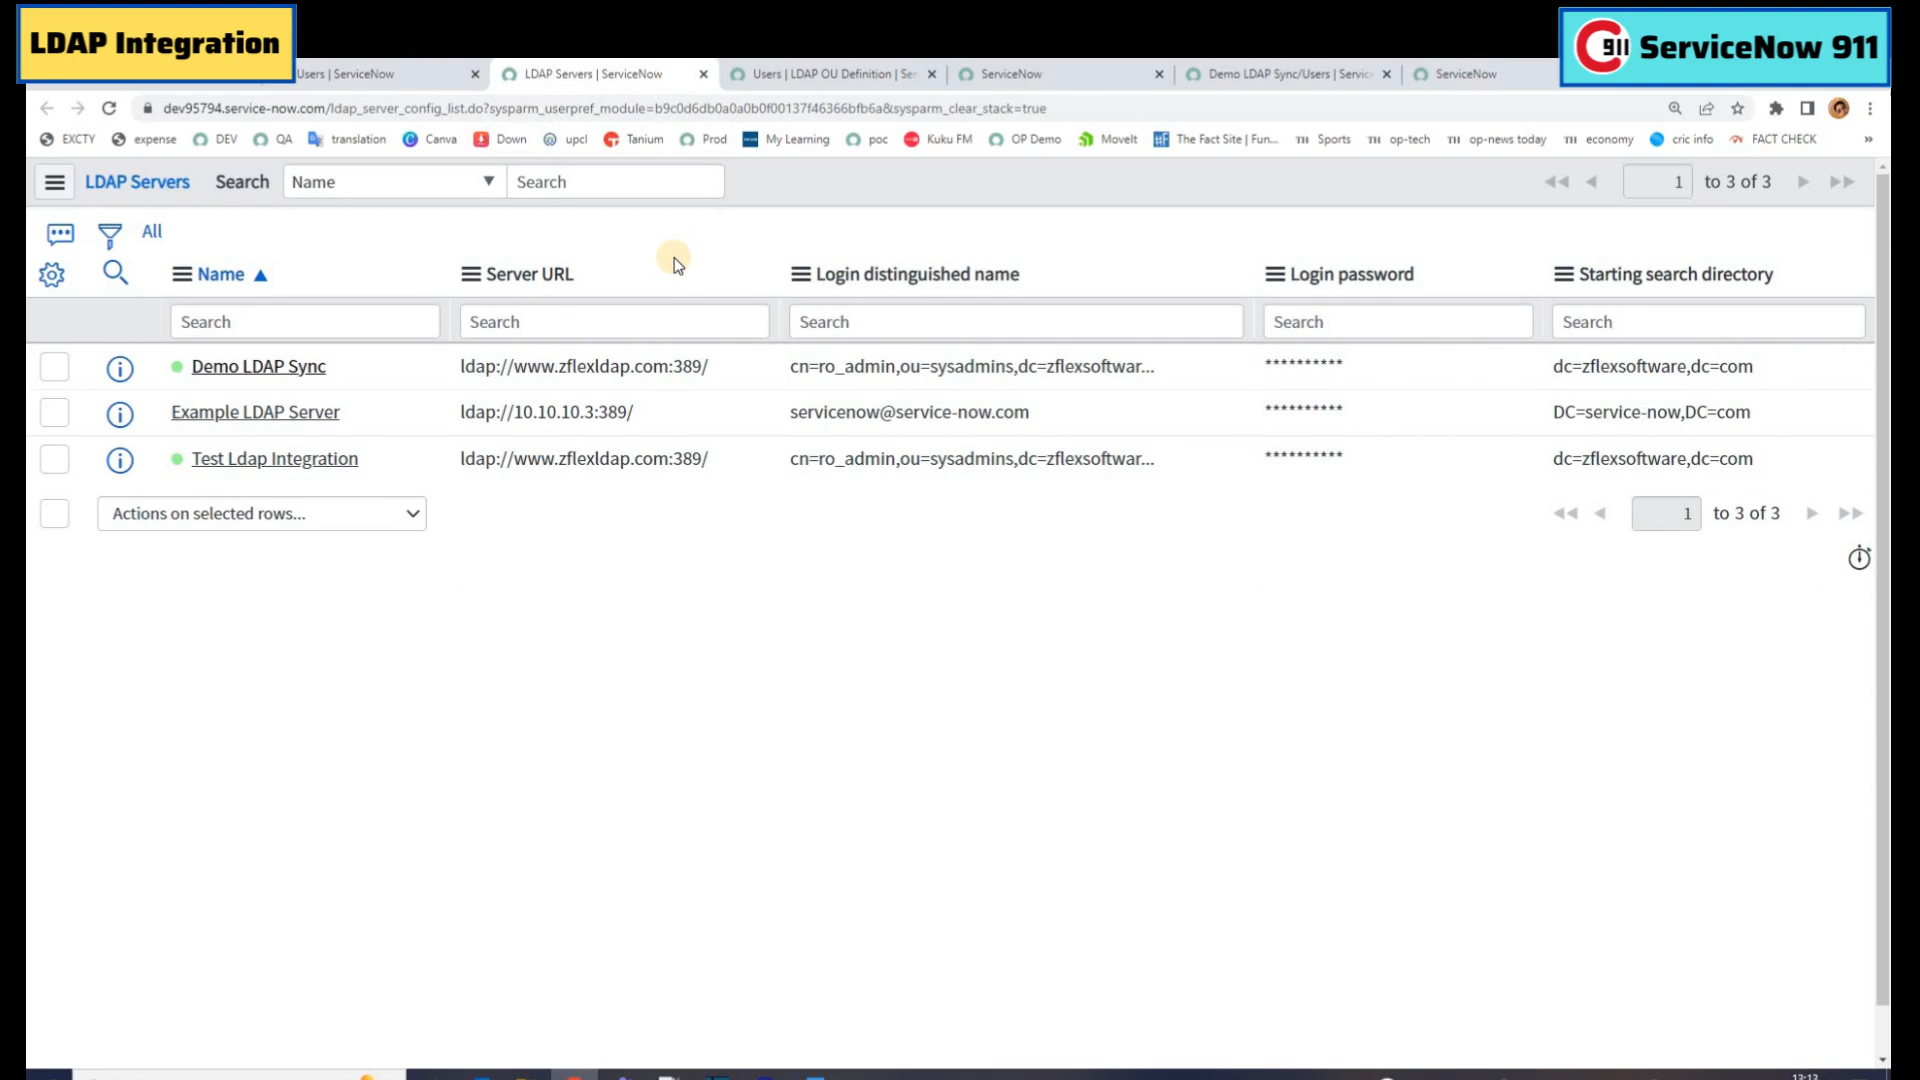 LDAP Integration
911 ServiceNow 911
Users | ServiceNow
LDAP Servers | ServiceNow
Users | LDAP OU Definition | Ser
ServiceNow
Demo LDAP Sync/Users | Servic
ServiceNow
dev95794.service-now.com/ldap_server_config_list.do?sysparm_userpref_module=b9c0d6db0a0a0b0f00137f46366bfb6a&sysparm_clear_stack=true
EXCTY expense DEV QA translation Canva Down upcl Tanium Prod My Learning poc Kuku FM OP Demo MoveIt The Fact Site | Fun... Sports op-tech op-news today economy cric info FACT CHECK »
LDAP Servers Search Name Search 1 to 3 of 3
All
Name Server URL Login distinguished name Login password Starting search directory
Search Search Search Search Search
Demo LDAP Sync ldap://www.zflexldap.com:389/ cn=ro_admin,ou=sysadmins,dc=zflexsoftwar... ********** dc=zflexsoftware,dc=com
Example LDAP Server ldap://10.10.10.3:389/ servicenow@service-now.com ********** DC=service-now,DC=com
Test Ldap Integration ldap://www.zflexldap.com:389/ cn=ro_admin,ou=sysadmins,dc=zflexsoftwar... ********** dc=zflexsoftware,dc=com
Actions on selected rows... 1 to 3 of 3